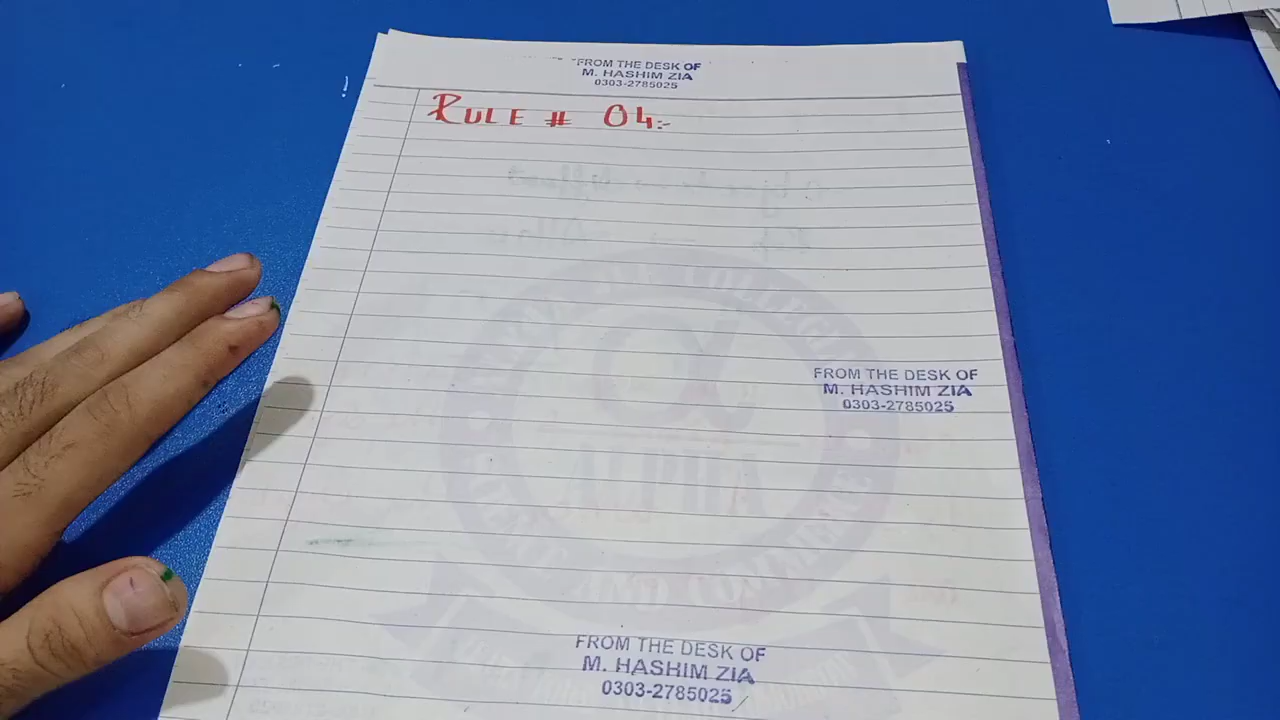 FROM THE DESK OF
M. HASHIM ZIA
0303-2785025
RULE # 04:-
FROM THE DESK OF
M. HASHIM ZIA
0303-2785025
ALPHA
FROM THE DESK OF
M. HASHIM ZIA
0303-2785025